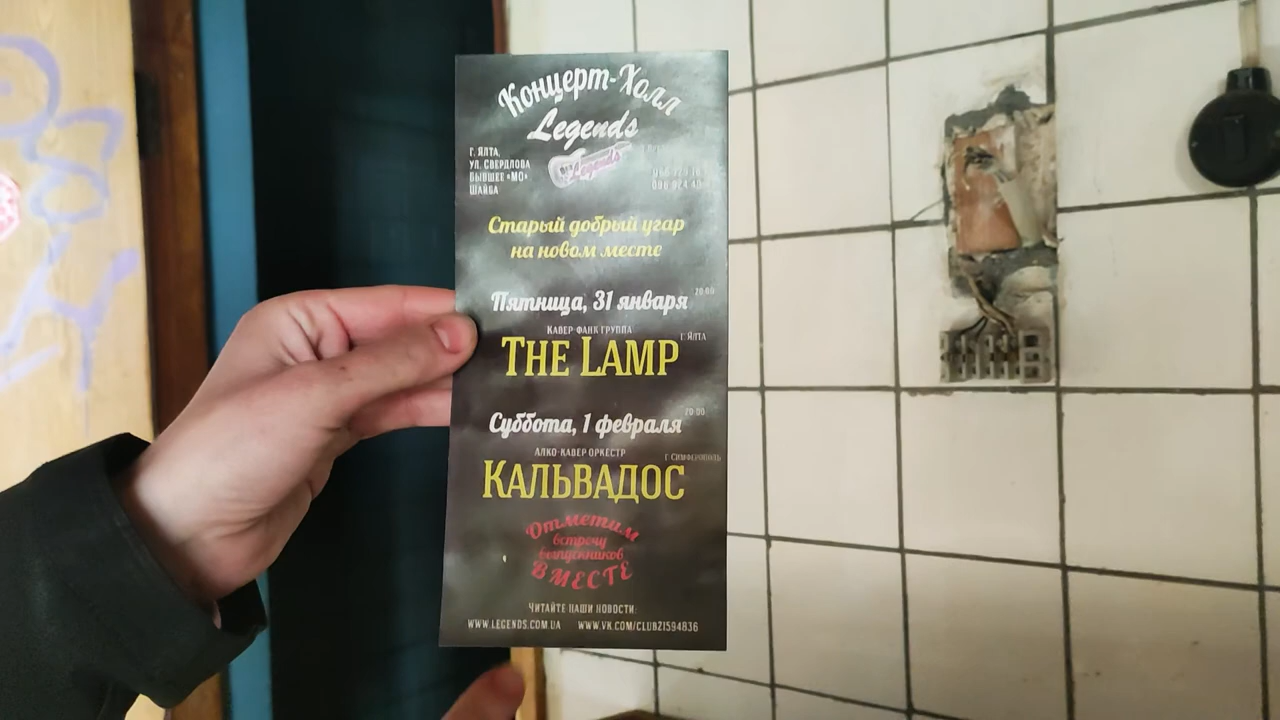 Концерт-Холл
Legends
Г. ЯЛТА,
УЛ. СВЕРДЛОВА
БЫВШЕЕ «МО»
ШАЙБА
Legends
Старый добрый угар
на новом месте
20:00
Пятница, 31 января
КАВЕР-ФАНК ГРУППА
Г. ЯЛТА
THE LAMP
20:00
Суббота, 1 февраля
АЛКО-КАВЕР ОРКЕСТР
Г. СИМФЕРОПОЛЬ
КАЛЬВАДОС
Отметим
встречу
выпускников
ВМЕСТЕ
ЧИТАЙТЕ НАШИ НОВОСТИ:
WWW.LEGENDS.COM.UA WWW.VK.COM/CLUB21594836